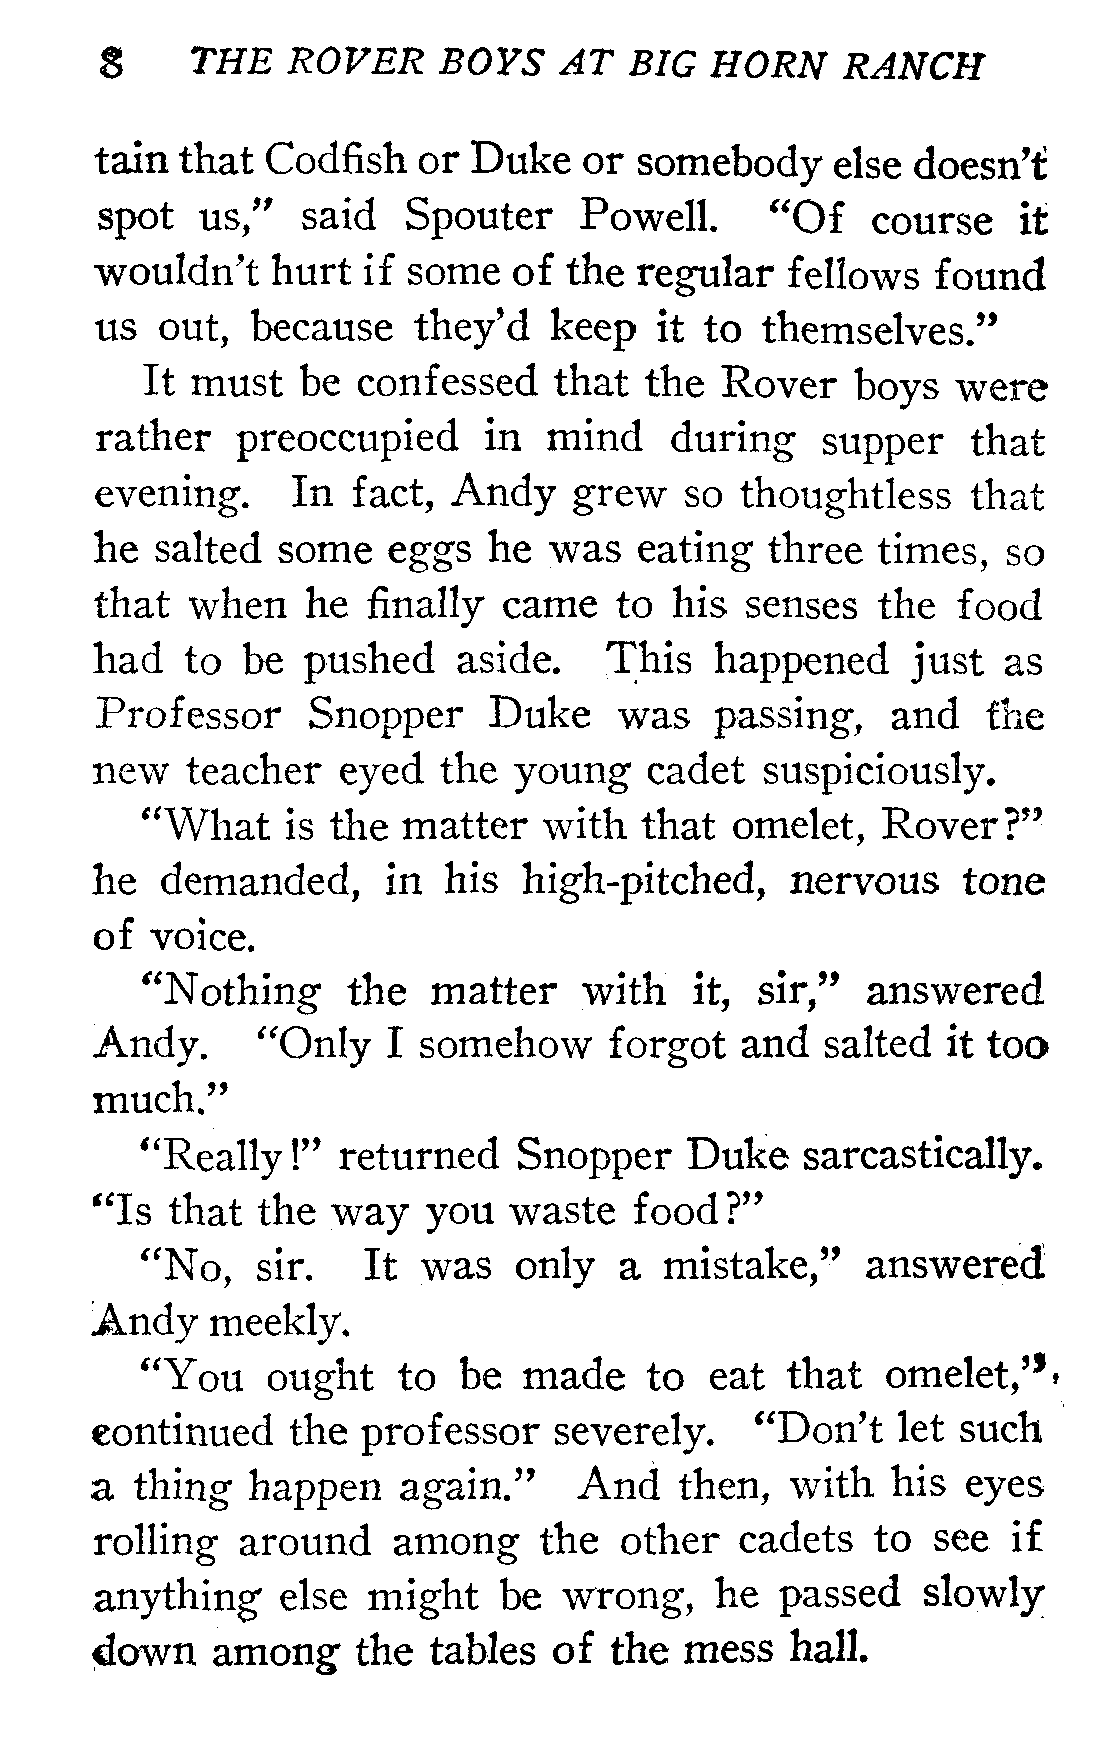 8 THE ROVER BOYS AT BIG HORN RANCH
tain that Codfish or Duke or somebody else doesn't
spot us," said Spouter Powell. "Of course it
wouldn't hurt if some of the regular fellows found
us out, because they'd keep it to themselves."
It must be confessed that the Rover boys were
rather preoccupied in mind during supper that
evening. In fact, Andy grew so thoughtless that
he salted some eggs he was eating three times, so
that when he finally came to his senses the food
had to be pushed aside. This happened just as
Professor Snopper Duke was passing, and the
new teacher eyed the young cadet suspiciously.
"What is the matter with that omelet, Rover?"
he demanded, in his high-pitched, nervous tone
of voice.
"Nothing the matter with it, sir," answered
Andy. "Only I somehow forgot and salted it too
much."
"Really!" returned Snopper Duke sarcastically.
"Is that the way you waste food?"
"No, sir. It was only a mistake," answered
Andy meekly.
"You ought to be made to eat that omelet,"
continued the professor severely. "Don't let such
a thing happen again." And then, with his eyes
rolling around among the other cadets to see if
anything else might be wrong, he passed slowly
down among the tables of the mess hall.